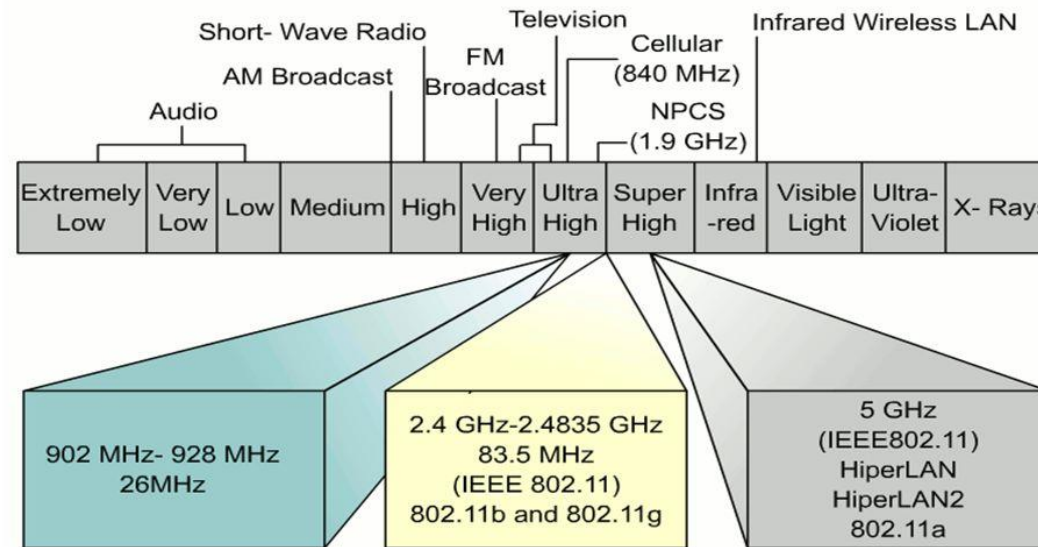 Television
Infrared Wireless LAN
Short- Wave Radio
FM
Broadcast
Cellular
(840 MHz)
AM Broadcast
NPCS
(1.9 GHz)
Audio
Extremely
Low
Very
Low
Low
Medium
High
Very
High
Ultra
High
Super
High
Infra
-red
Visible
Light
Ultra-
Violet
X- Rays
902 MHz- 928 MHz
26MHz
2.4 GHz-2.4835 GHz
83.5 MHz
(IEEE 802.11)
802.11b and 802.11g
5 GHz
(IEEE802.11)
HiperLAN
HiperLAN2
802.11a